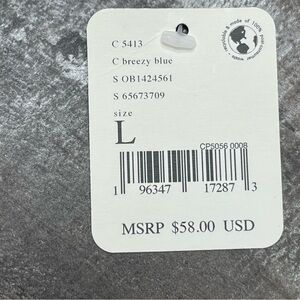 C 5413
C breezy blue
S OB1424561
S 65673709
size
L
CP5056 0008
1 96347 17287 3
MSRP $58.00 USD